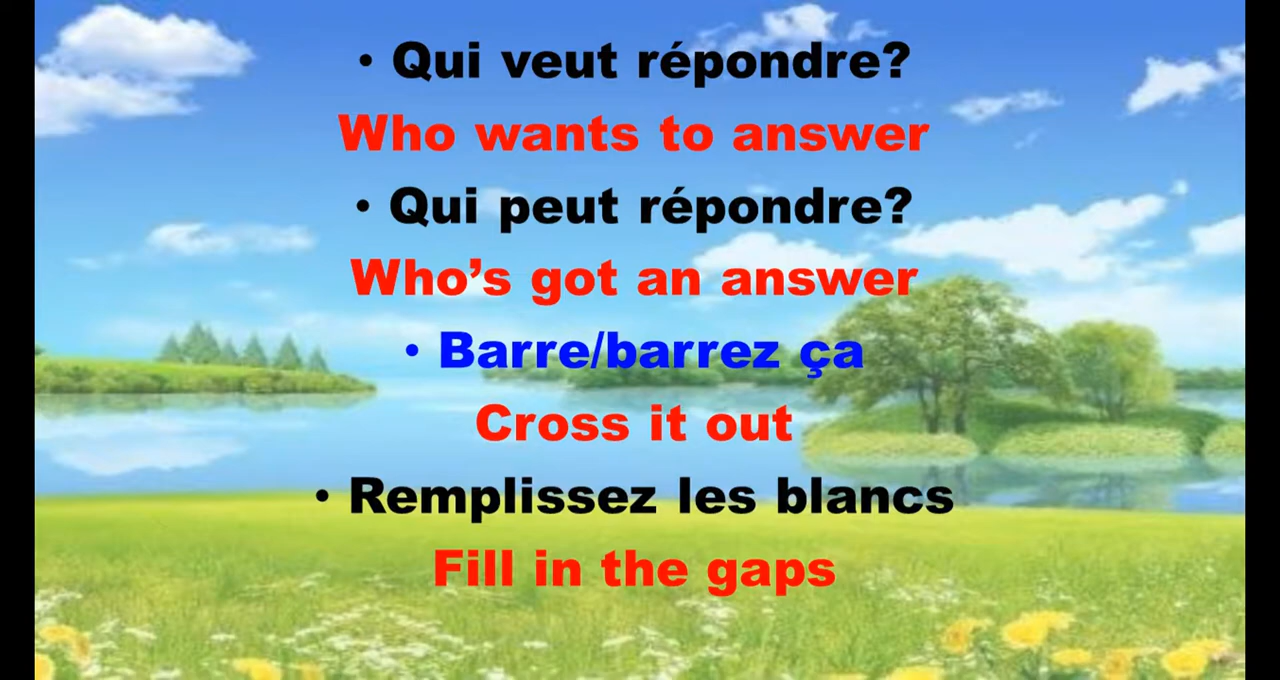 • Qui veut répondre?
Who wants to answer
• Qui peut répondre?
Who’s got an answer
• Barre/barrez ça
Cross it out
• Remplissez les blancs
Fill in the gaps